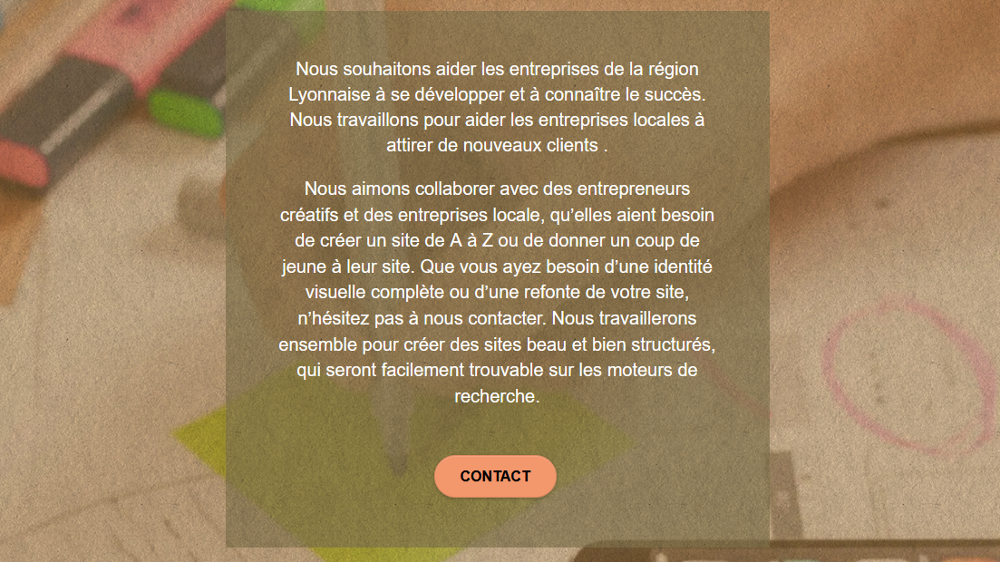 Nous souhaitons aider les entreprises de la région
Lyonnaise à se développer et à connaître le succès.
Nous travaillons pour aider les entreprises locales à
attirer de nouveaux clients .
Nous aimons collaborer avec des entrepreneurs
créatifs et des entreprises locale, qu’elles aient besoin
de créer un site de A à Z ou de donner un coup de
jeune à leur site. Que vous ayez besoin d’une identité
visuelle complète ou d’une refonte de votre site,
n’hésitez pas à nous contacter. Nous travaillerons
ensemble pour créer des sites beau et bien structurés,
qui seront facilement trouvable sur les moteurs de
recherche.
CONTACT